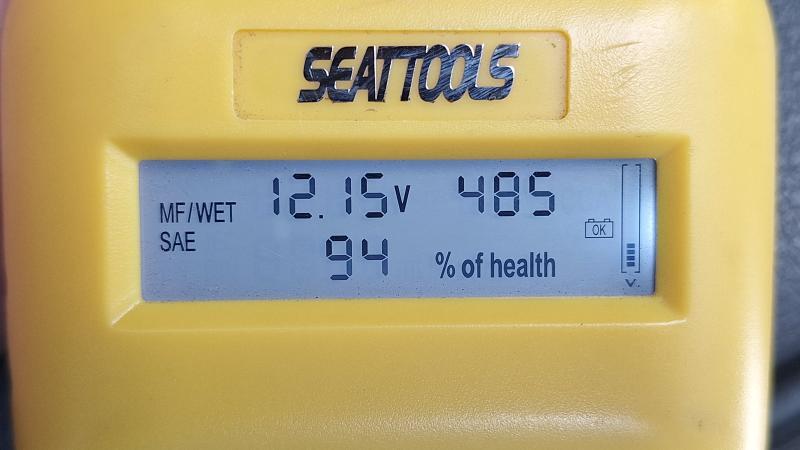 SEATTOOLS
MF/WET 12.15V 485
SAE 94 % of health
OK